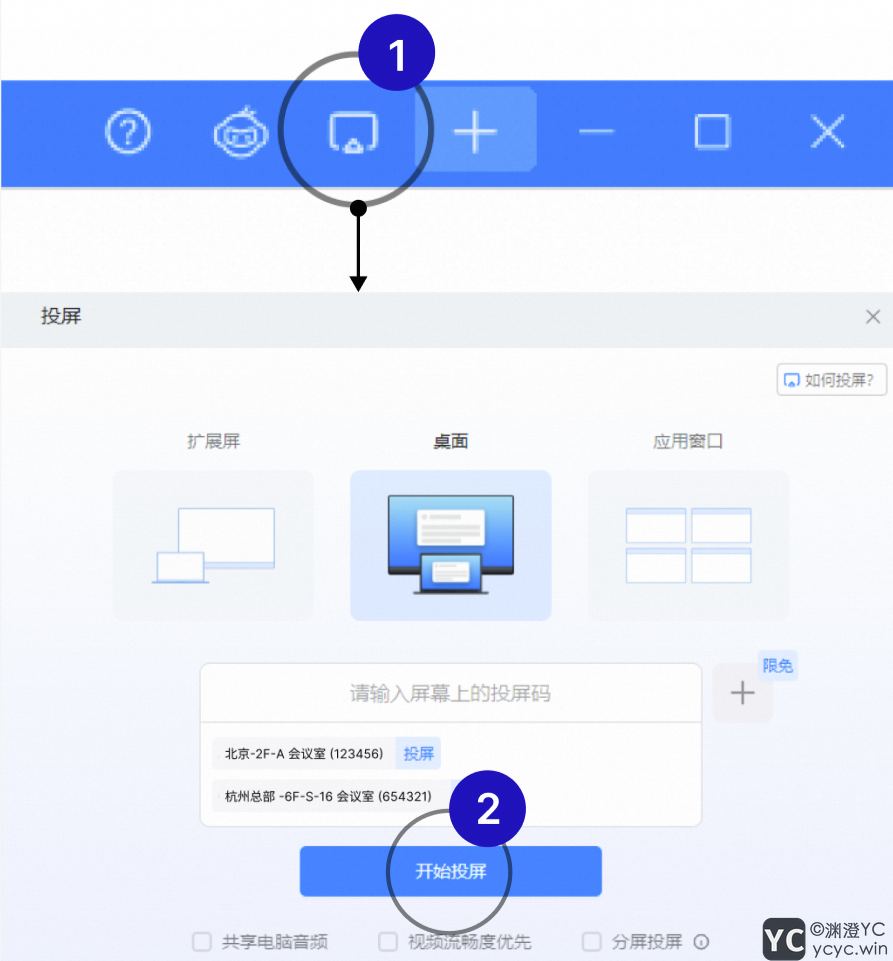 1
?
投屏
如何投屏?
扩展屏
桌面
应用窗口
限免
请输入屏幕上的投屏码
北京-2F-A 会议室 (123456) 投屏
杭州总部 -6F-S-16 会议室 (654321)
2
开始投屏
共享电脑音频
视频流畅度优先
分屏投屏
YC ©渊澄YC
ycyc.win